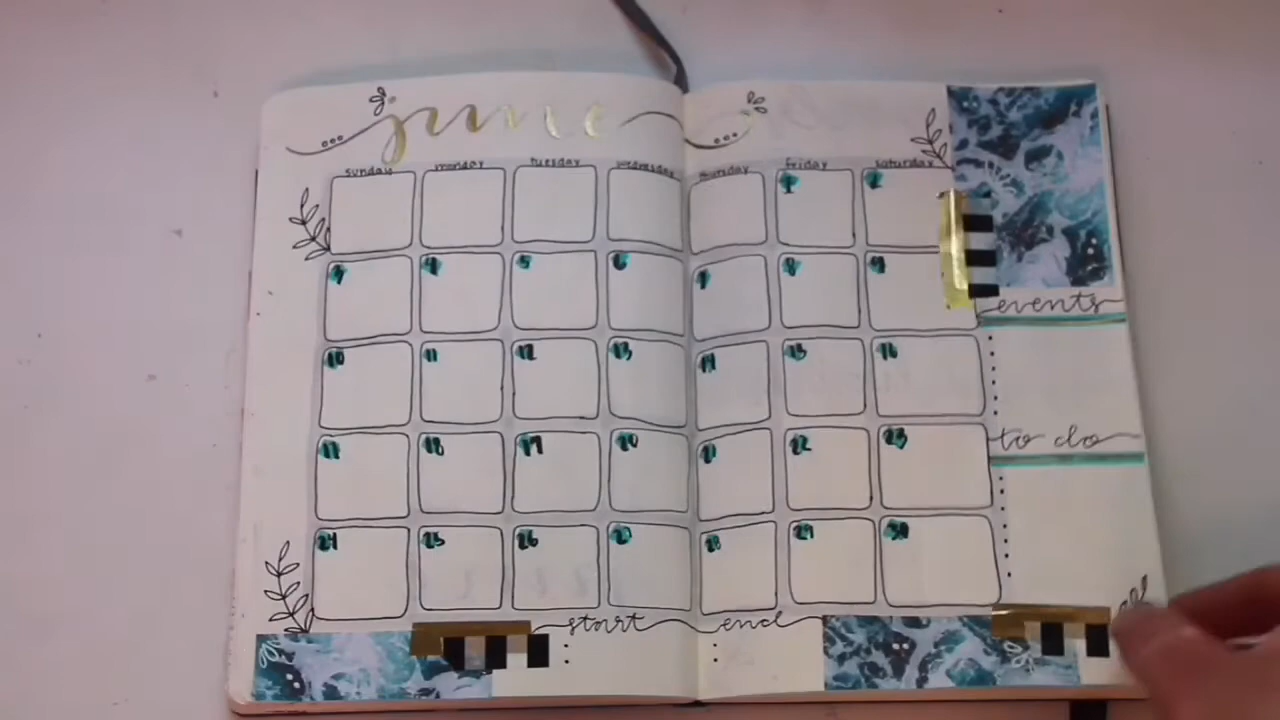 june
sunday monday tuesday wednesday thursday friday saturday
1 2
3 4 5 6 7 8 9
events
10 11 12 13 14 15 16
to do
17 18 19 20 21 22 23
24 25 26 27 28 29 30
start end